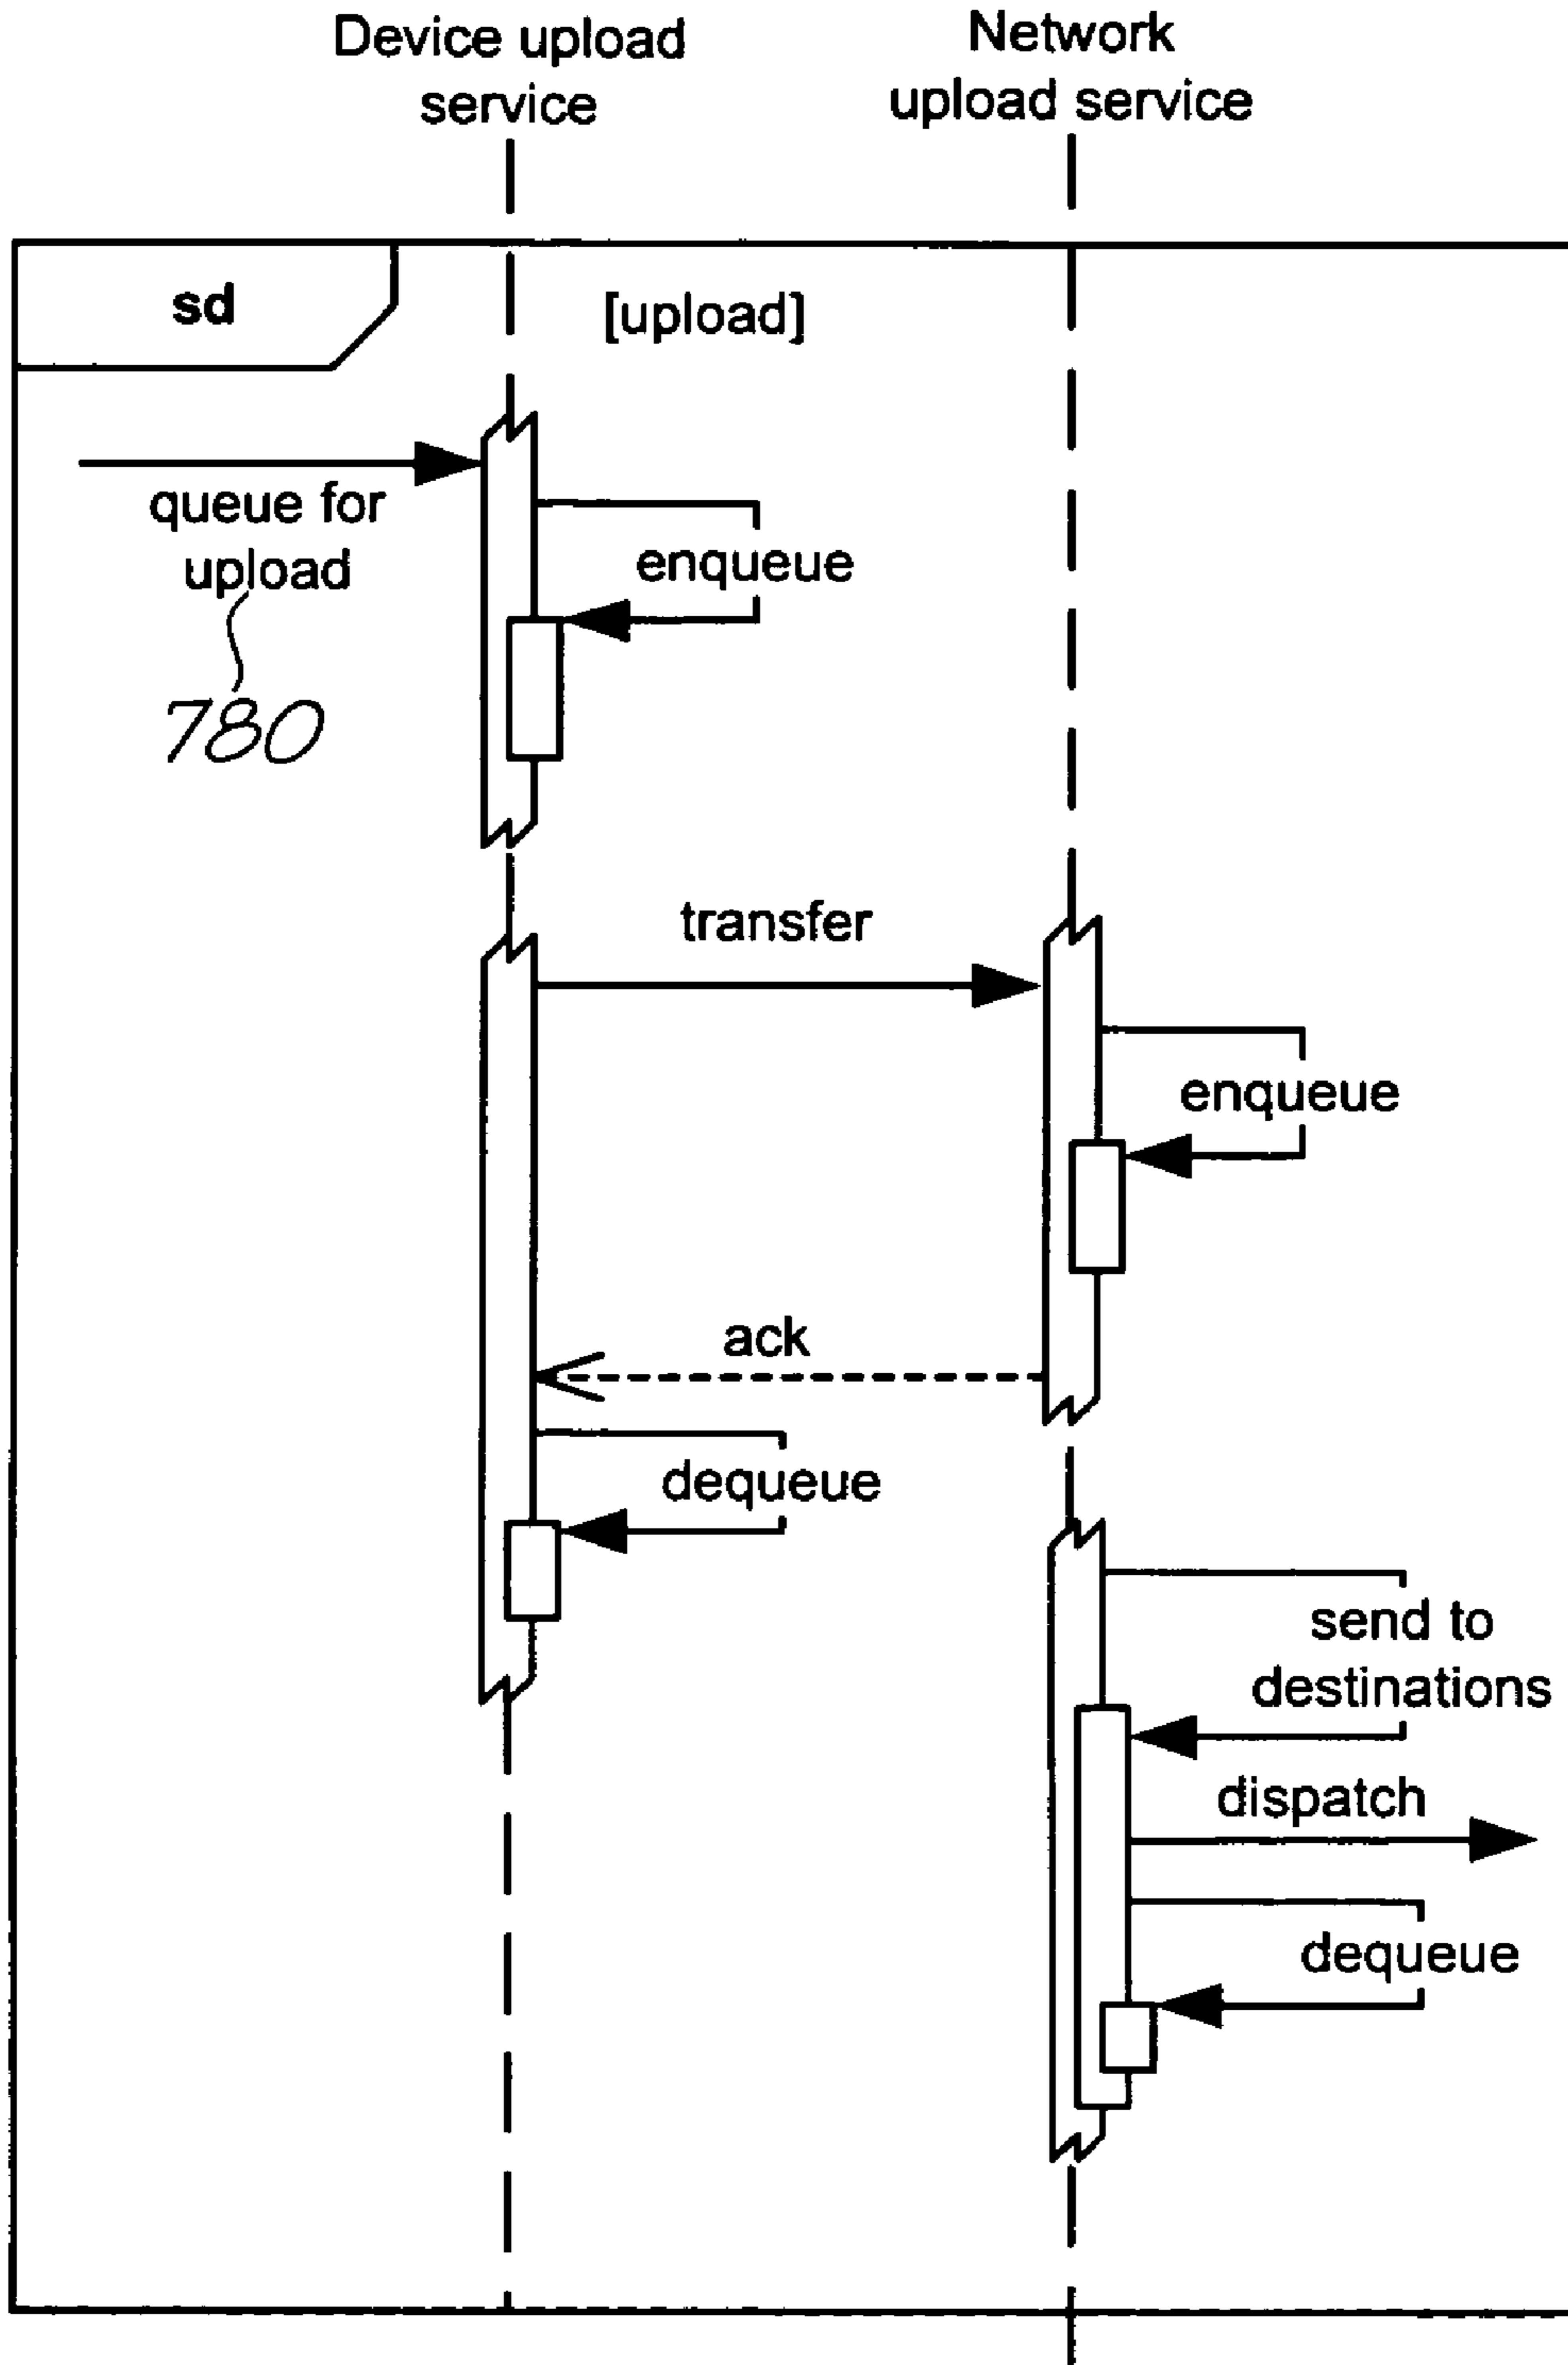 Device upload
service
Network
upload service
sd
[upload]
queue for
upload
enqueue
780
transfer
enqueue
ack
dequeue
send to
destinations
dispatch
dequeue